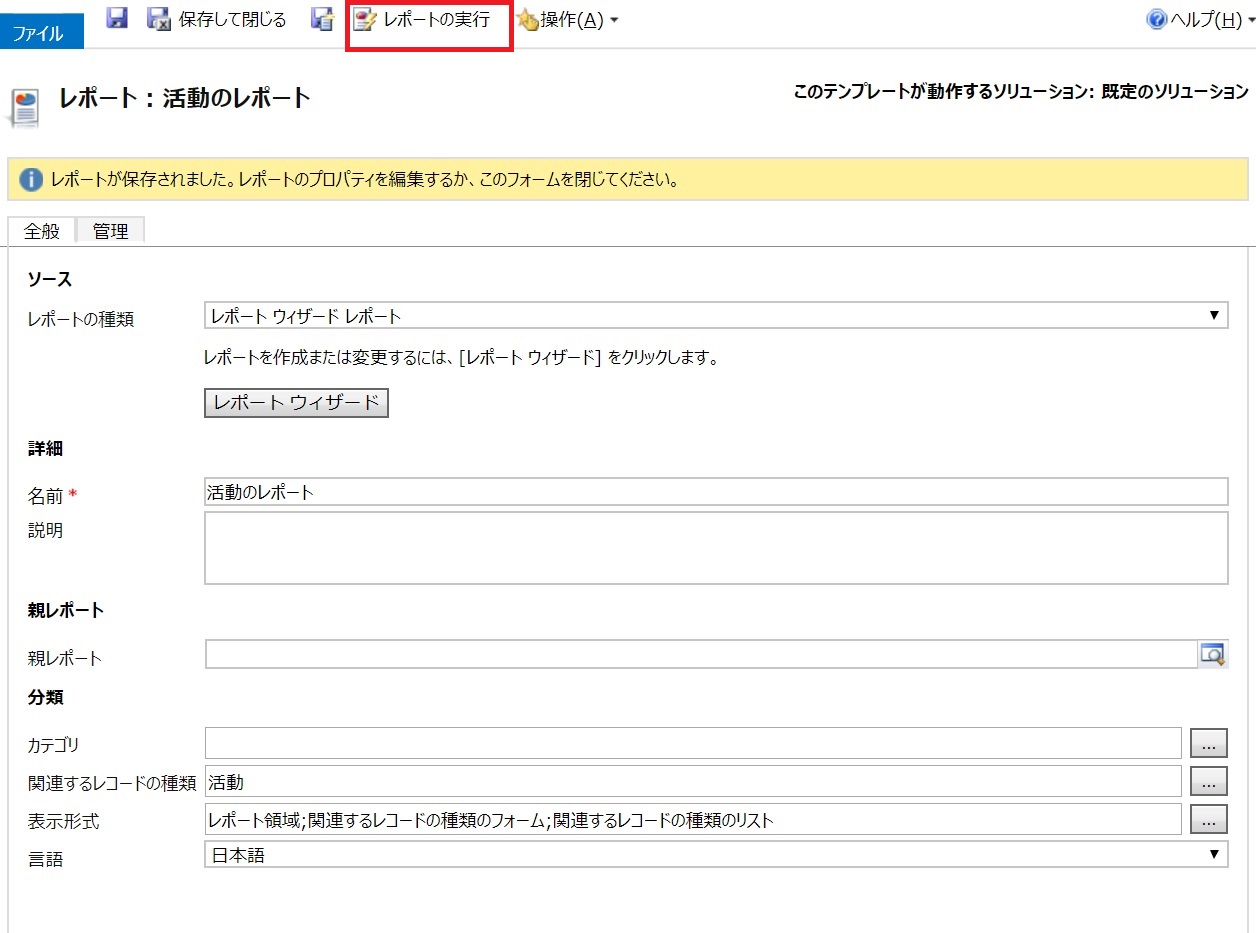 ファイル 保存して閉じる レポートの実行 操作(A) ヘルプ(H)
レポート : 活動のレポート
このテンプレートが動作するソリューション: 既定のソリューション
レポートが保存されました。レポートのプロパティを編集するか、このフォームを閉じてください。
全般 管理
ソース
レポートの種類 レポート ウィザード レポート
レポートを作成または変更するには、[レポート ウィザード] をクリックします。
レポート ウィザード
詳細
名前 * 活動のレポート
説明
親レポート
親レポート
分類
カテゴリ ...
関連するレコードの種類 活動 ...
表示形式 レポート領域;関連するレコードの種類のフォーム;関連するレコードの種類のリスト ...
言語 日本語